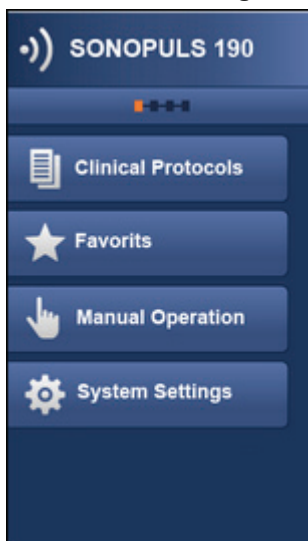 SONOPULS 190
Clinical Protocols
Favorits
Manual Operation
System Settings